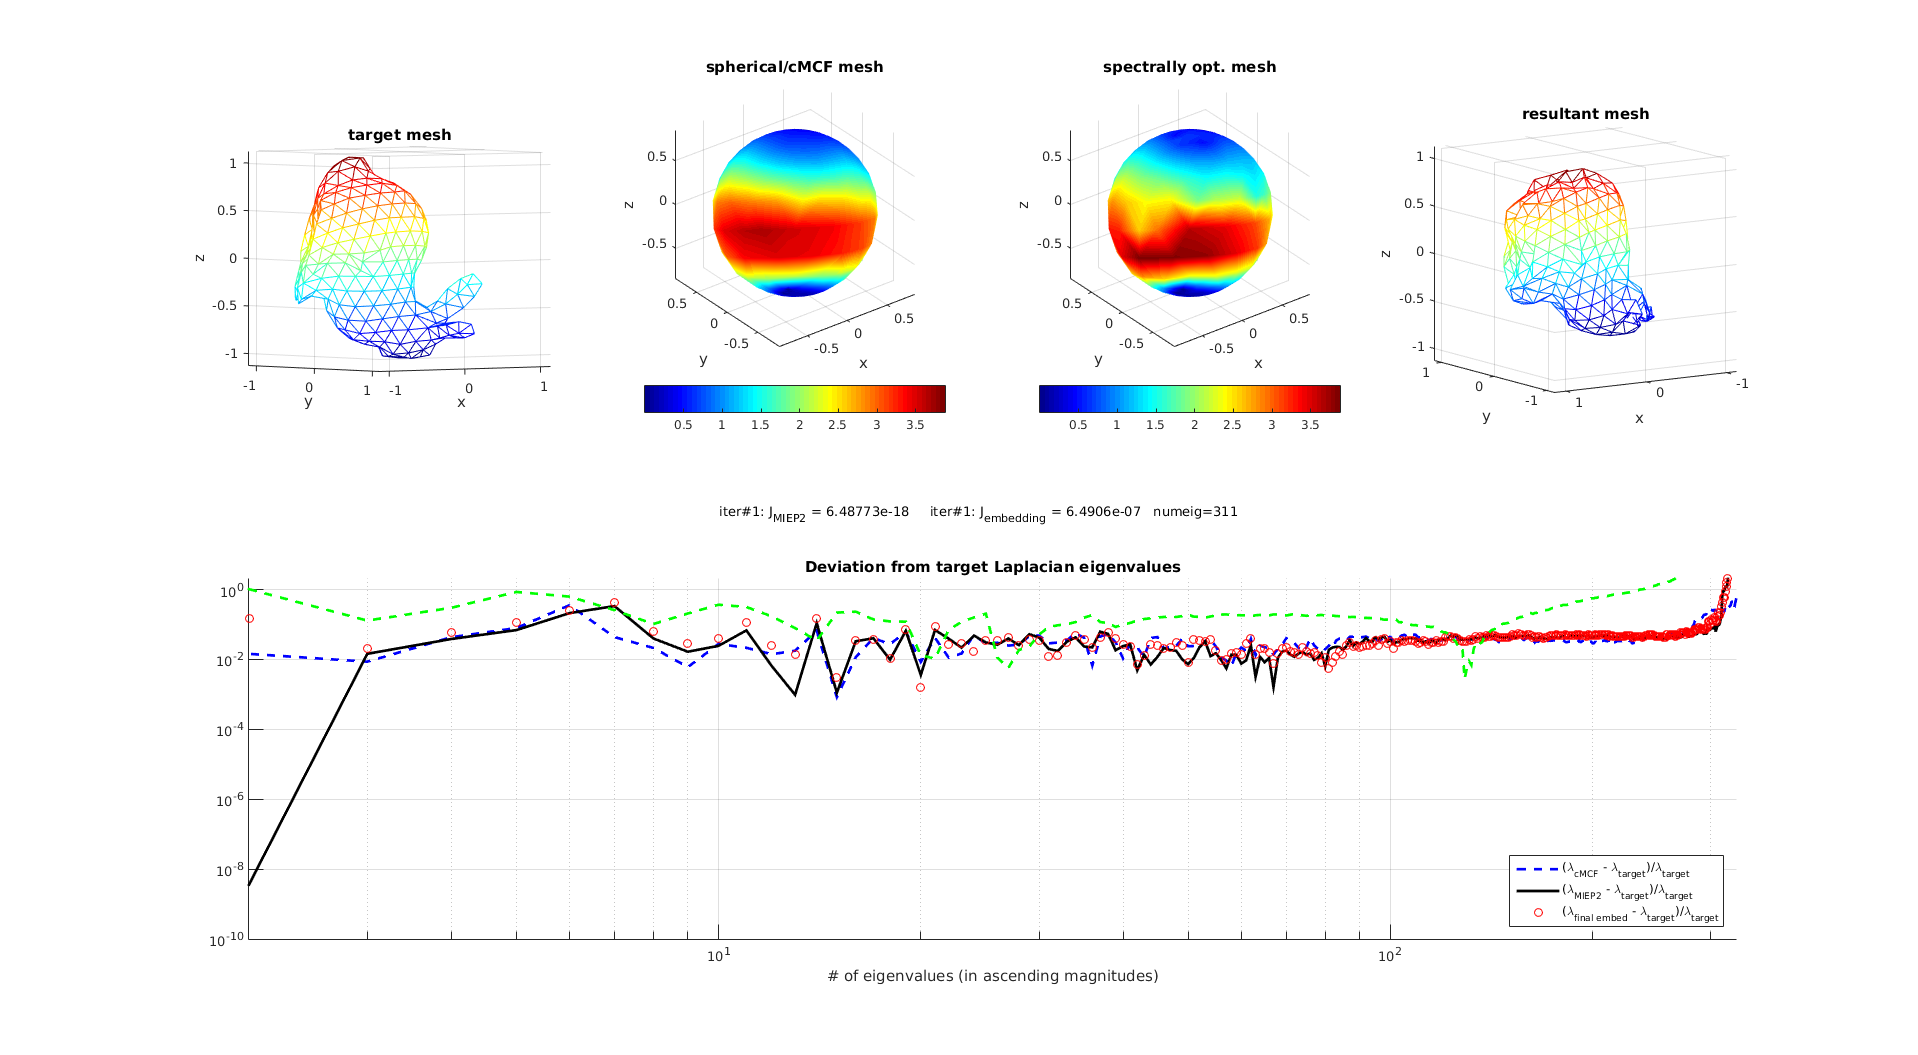 spherical/cMCF mesh
spectrally opt. mesh
resultant mesh
target mesh
1
0.5
0
-0.5
-1
z
-1
0
1
y
-1
0
1
x
0.5
0
-0.5
z
0.5
0
-0.5
y
-0.5
0
0.5
x
0.5
1
1.5
2
2.5
3
3.5
0.5
0
-0.5
z
0.5
0
-0.5
y
-0.5
0
0.5
x
0.5
1
1.5
2
2.5
3
3.5
1
0.5
0
-0.5
-1
z
1
0
-1
y
1
0
-1
x
iter#1: J_MIEP2 = 6.48773e-18 iter#1: J_embedding = 6.4906e-07 numeig=311
Deviation from target Laplacian eigenvalues
10^0
10^-2
10^-4
10^-6
10^-8
10^-10
10^1
10^2
# of eigenvalues (in ascending magnitudes)
(λ_cMCF - λ_target)/λ_target
(λ_MIEP2 - λ_target)/λ_target
(λ_final embed - λ_target)/λ_target